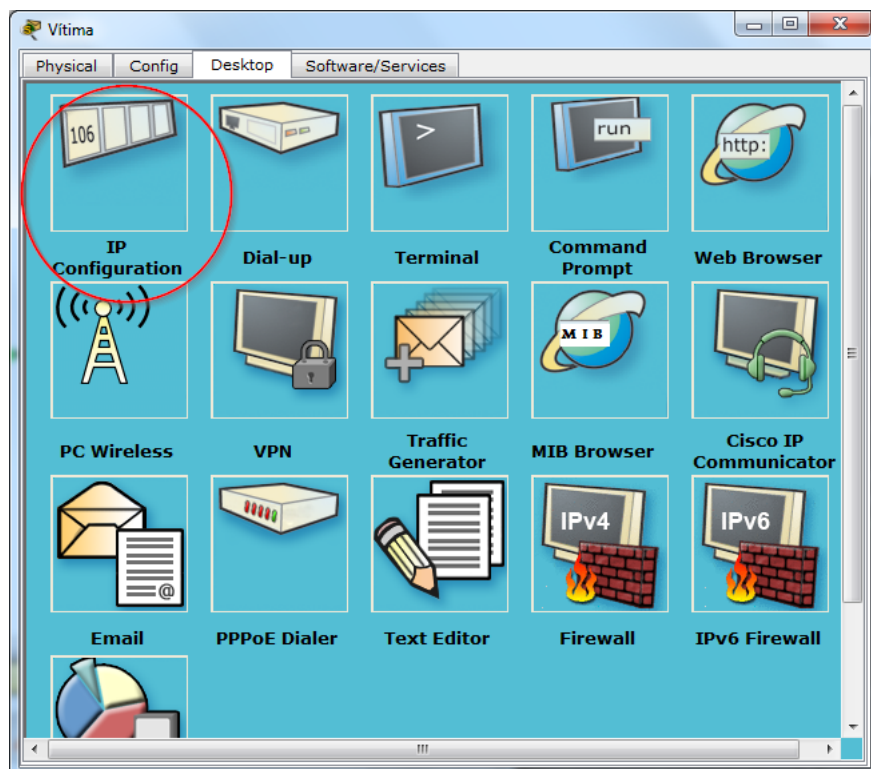 Vítima
Physical Config Desktop Software/Services
106
>
run
http:
IP
Configuration
Dial-up
Terminal
Command
Prompt
Web Browser
MIB
PC Wireless
VPN
Traffic
Generator
MIB Browser
Cisco IP
Communicator
@
IPv4
IPv6
Email
PPPoE Dialer
Text Editor
Firewall
IPv6 Firewall